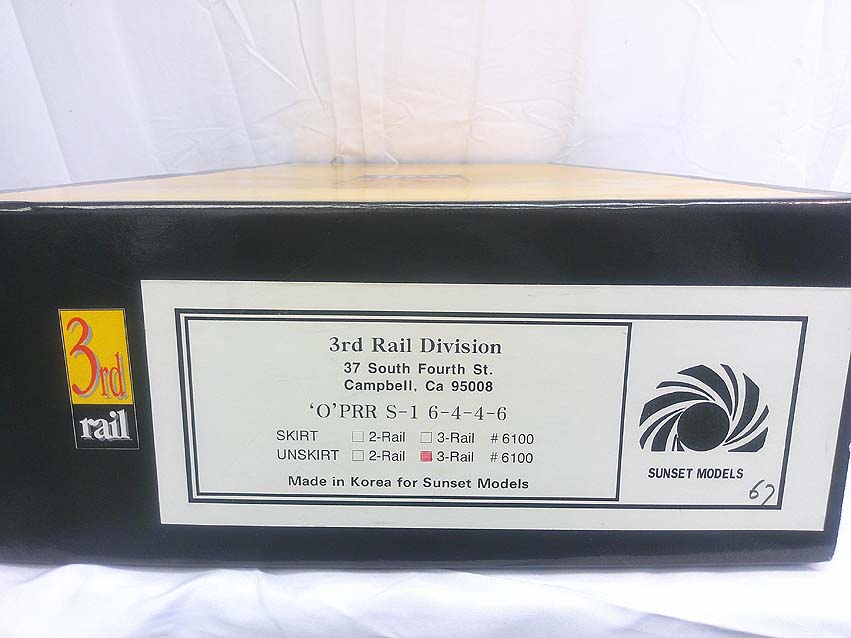 3rd
rail
3rd Rail Division
37 South Fourth St.
Campbell, Ca 95008
‘O’PRR S-1 6-4-4-6
SKIRT □ 2-Rail □ 3-Rail # 6100
UNSKIRT □ 2-Rail ■ 3-Rail # 6100
Made in Korea for Sunset Models
SUNSET MODELS
67